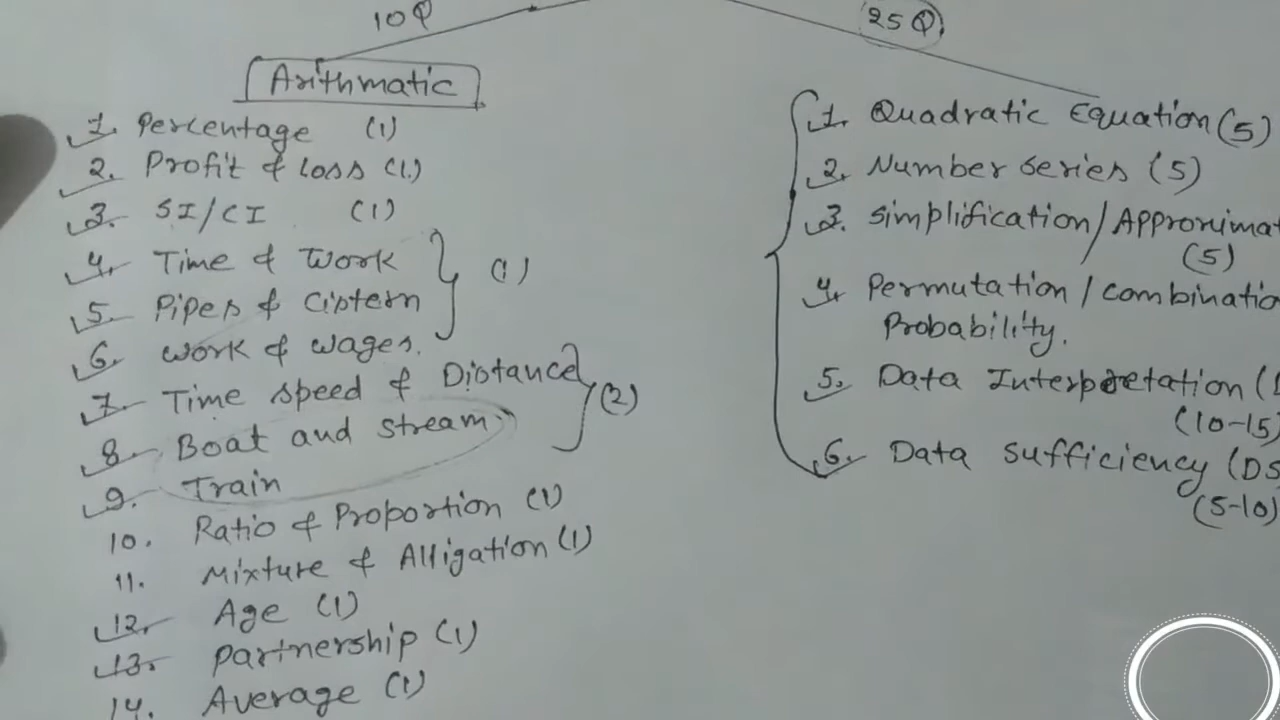 10Q
25Q.
Arithmatic
1. Percentage (1)
2. Profit & Loss (1)
3. SI/CI (1)
4. Time & Work
5. Pipes & Cistern
(1)
6. Work & Wages.
7. Time speed & Distance
8. Boat and stream
(2)
9. Train
10. Ratio & Proportion (1)
11. Mixture & Alligation (1)
12. Age (1)
13. Partnership (1)
14. Average (1)
1. Quadratic Equation (5)
2. Number series (5)
3. Simplification/Approximat
(5)
4. Permutation/combinatio
Probability.
5. Data Interpretation (
(10-15)
6. Data Sufficiency (DS
(5-10)